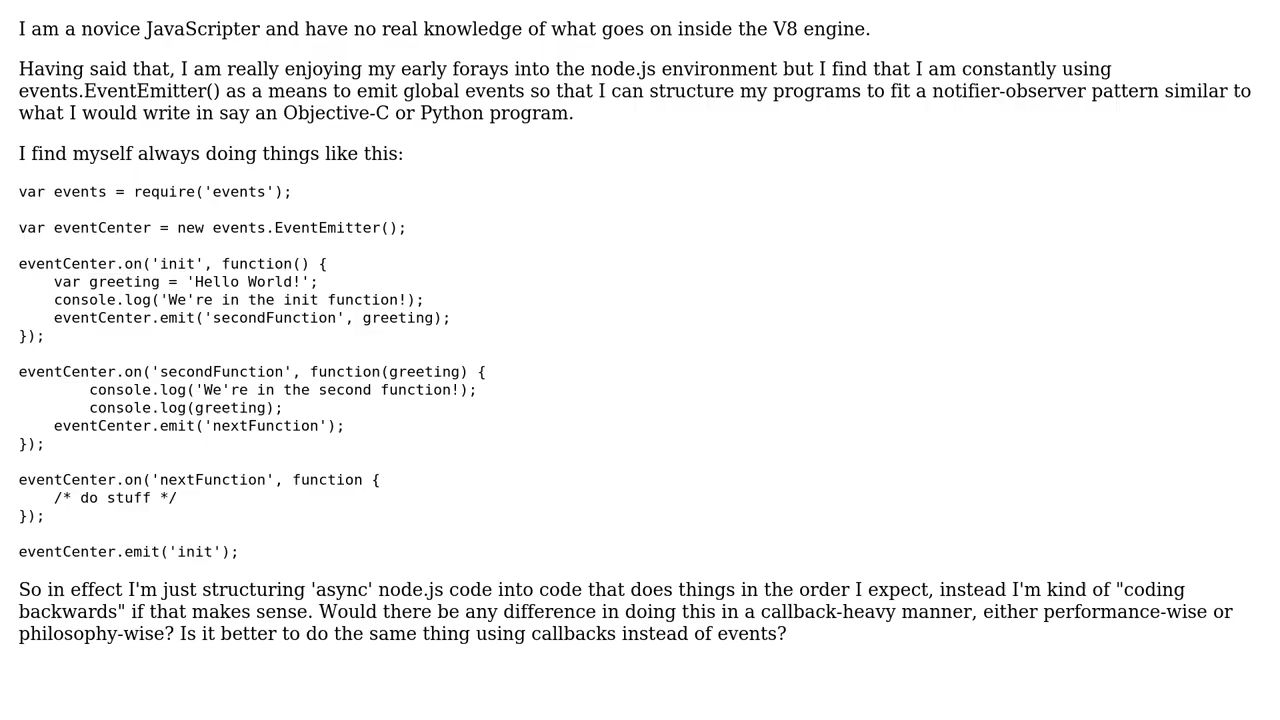 I am a novice JavaScripter and have no real knowledge of what goes on inside the V8 engine.
Having said that, I am really enjoying my early forays into the node.js environment but I find that I am constantly using
events.EventEmitter() as a means to emit global events so that I can structure my programs to fit a notifier-observer pattern similar to
what I would write in say an Objective-C or Python program.
I find myself always doing things like this:
var events = require('events');
var eventCenter = new events.EventEmitter();
eventCenter.on('init', function() {
    var greeting = 'Hello World!';
    console.log('We're in the init function!);
    eventCenter.emit('secondFunction', greeting);
});
eventCenter.on('secondFunction', function(greeting) {
        console.log('We're in the second function!);
        console.log(greeting);
    eventCenter.emit('nextFunction');
});
eventCenter.on('nextFunction', function {
    /* do stuff */
});
eventCenter.emit('init');
So in effect I'm just structuring 'async' node.js code into code that does things in the order I expect, instead I'm kind of "coding
backwards" if that makes sense. Would there be any difference in doing this in a callback-heavy manner, either performance-wise or
philosophy-wise? Is it better to do the same thing using callbacks instead of events?